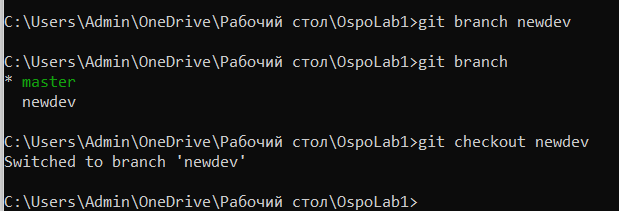 C:\Users\Admin\OneDrive\Рабочий стол\OspoLab1>git branch newdev
C:\Users\Admin\OneDrive\Рабочий стол\OspoLab1>git branch
* master
  newdev
C:\Users\Admin\OneDrive\Рабочий стол\OspoLab1>git checkout newdev
Switched to branch 'newdev'
C:\Users\Admin\OneDrive\Рабочий стол\OspoLab1>